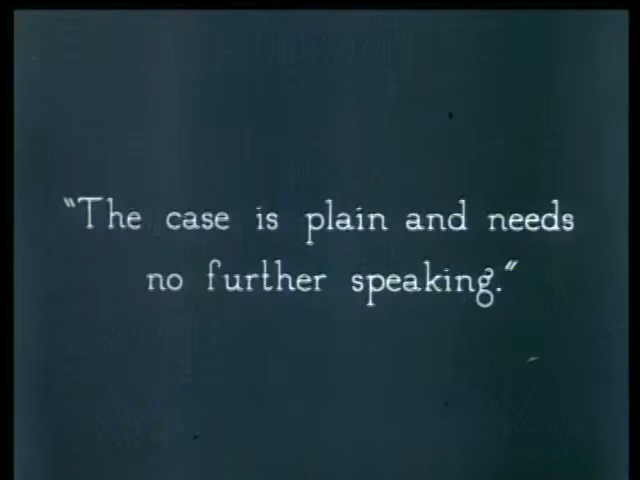 "The case is plain and needs
no further speaking."